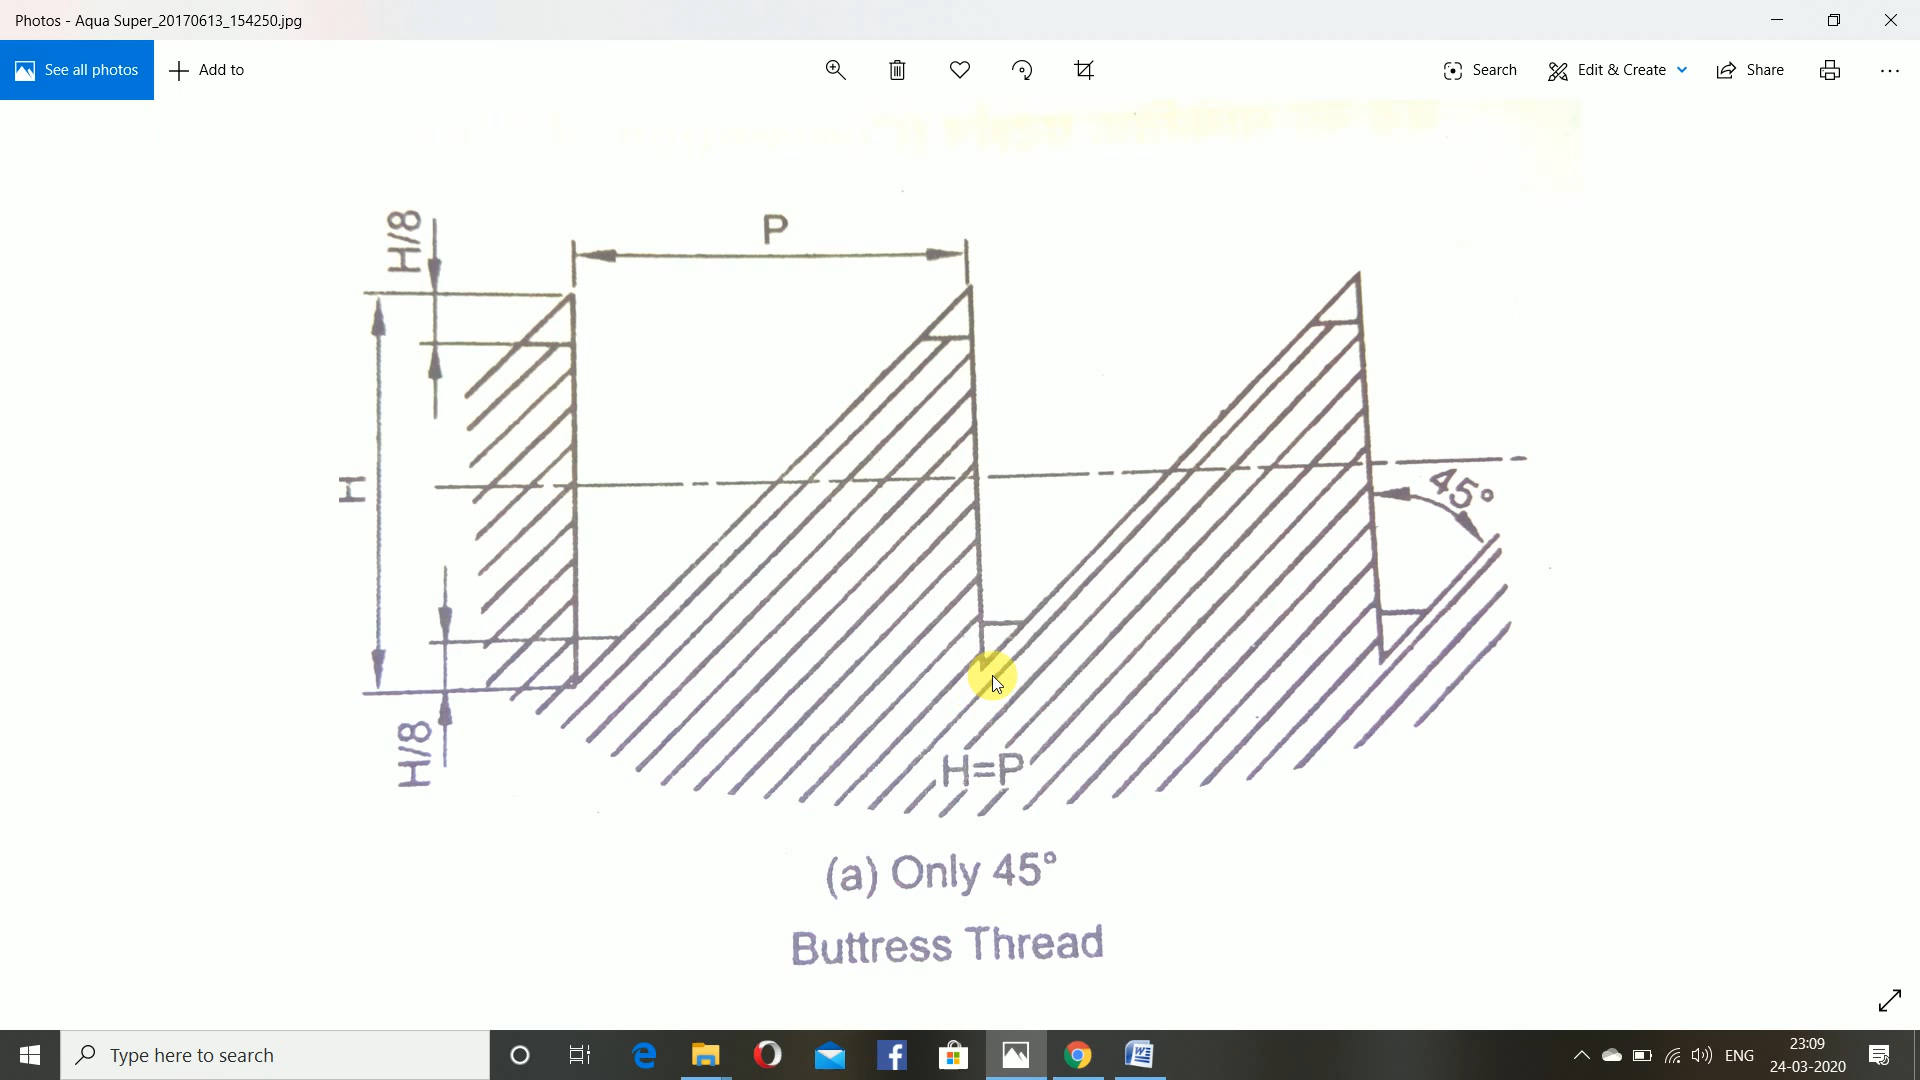 Photos - Aqua Super_20170613_154250.jpg
See all photos
Add to
Search
Edit & Create
Share
H/8
P
H
45°
H/8
H=P
(a) Only 45°
Buttress Thread
Type here to search
ENG
23:09
24-03-2020